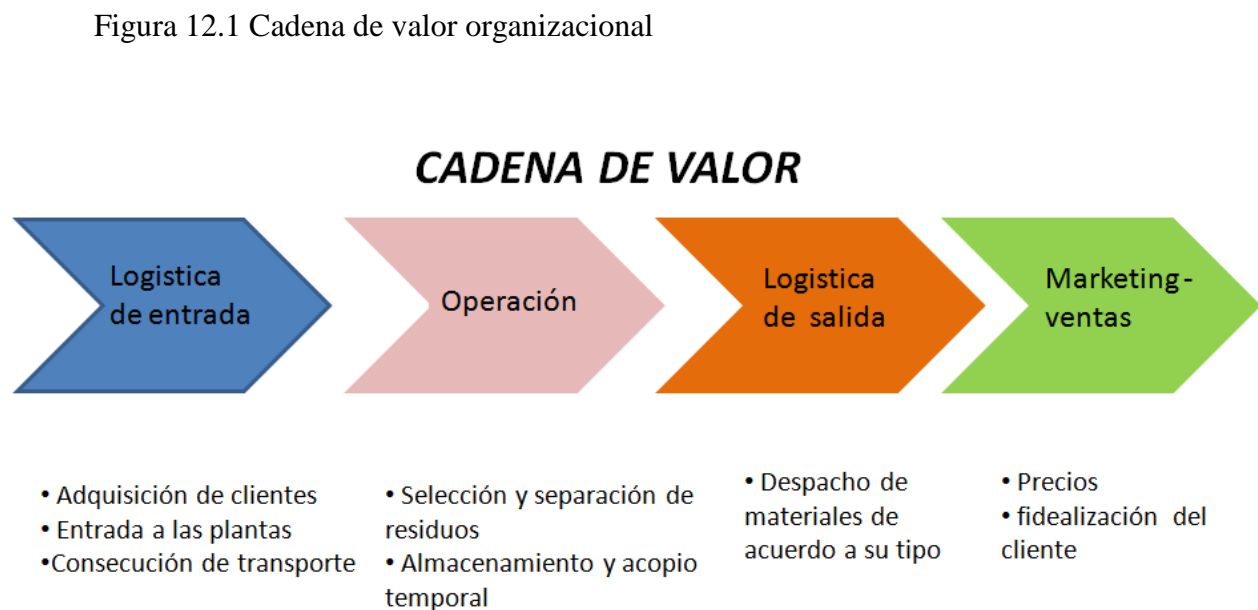 Figura 12.1 Cadena de valor organizacional
CADENA DE VALOR
Logistica
de entrada
Operación
Logistica
de salida
Marketing-
ventas
• Adquisición de clientes
• Entrada a las plantas
•Consecución de transporte
• Selección y separación de
residuos
• Almacenamiento y acopio
temporal
• Despacho de
materiales de
acuerdo a su tipo
• Precios
• fidealización del
cliente